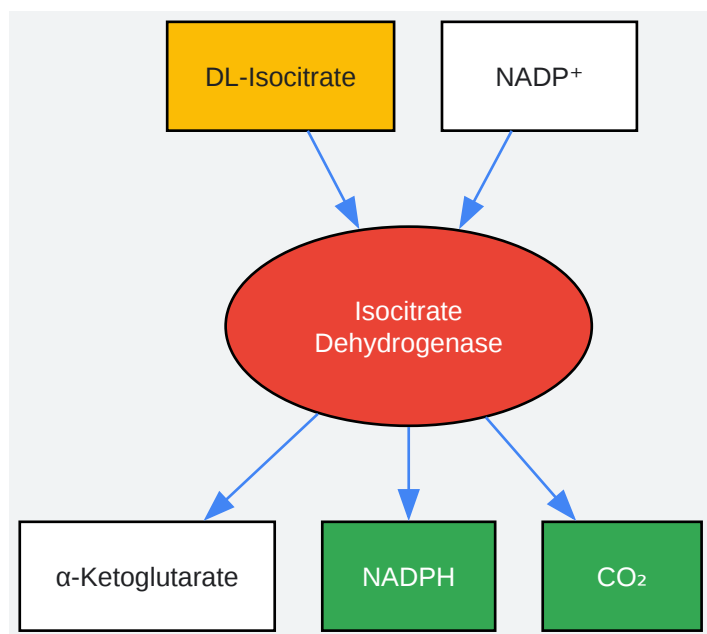 DL-Isocitrate
NADP⁺
Isocitrate
Dehydrogenase
α-Ketoglutarate
NADPH
CO₂